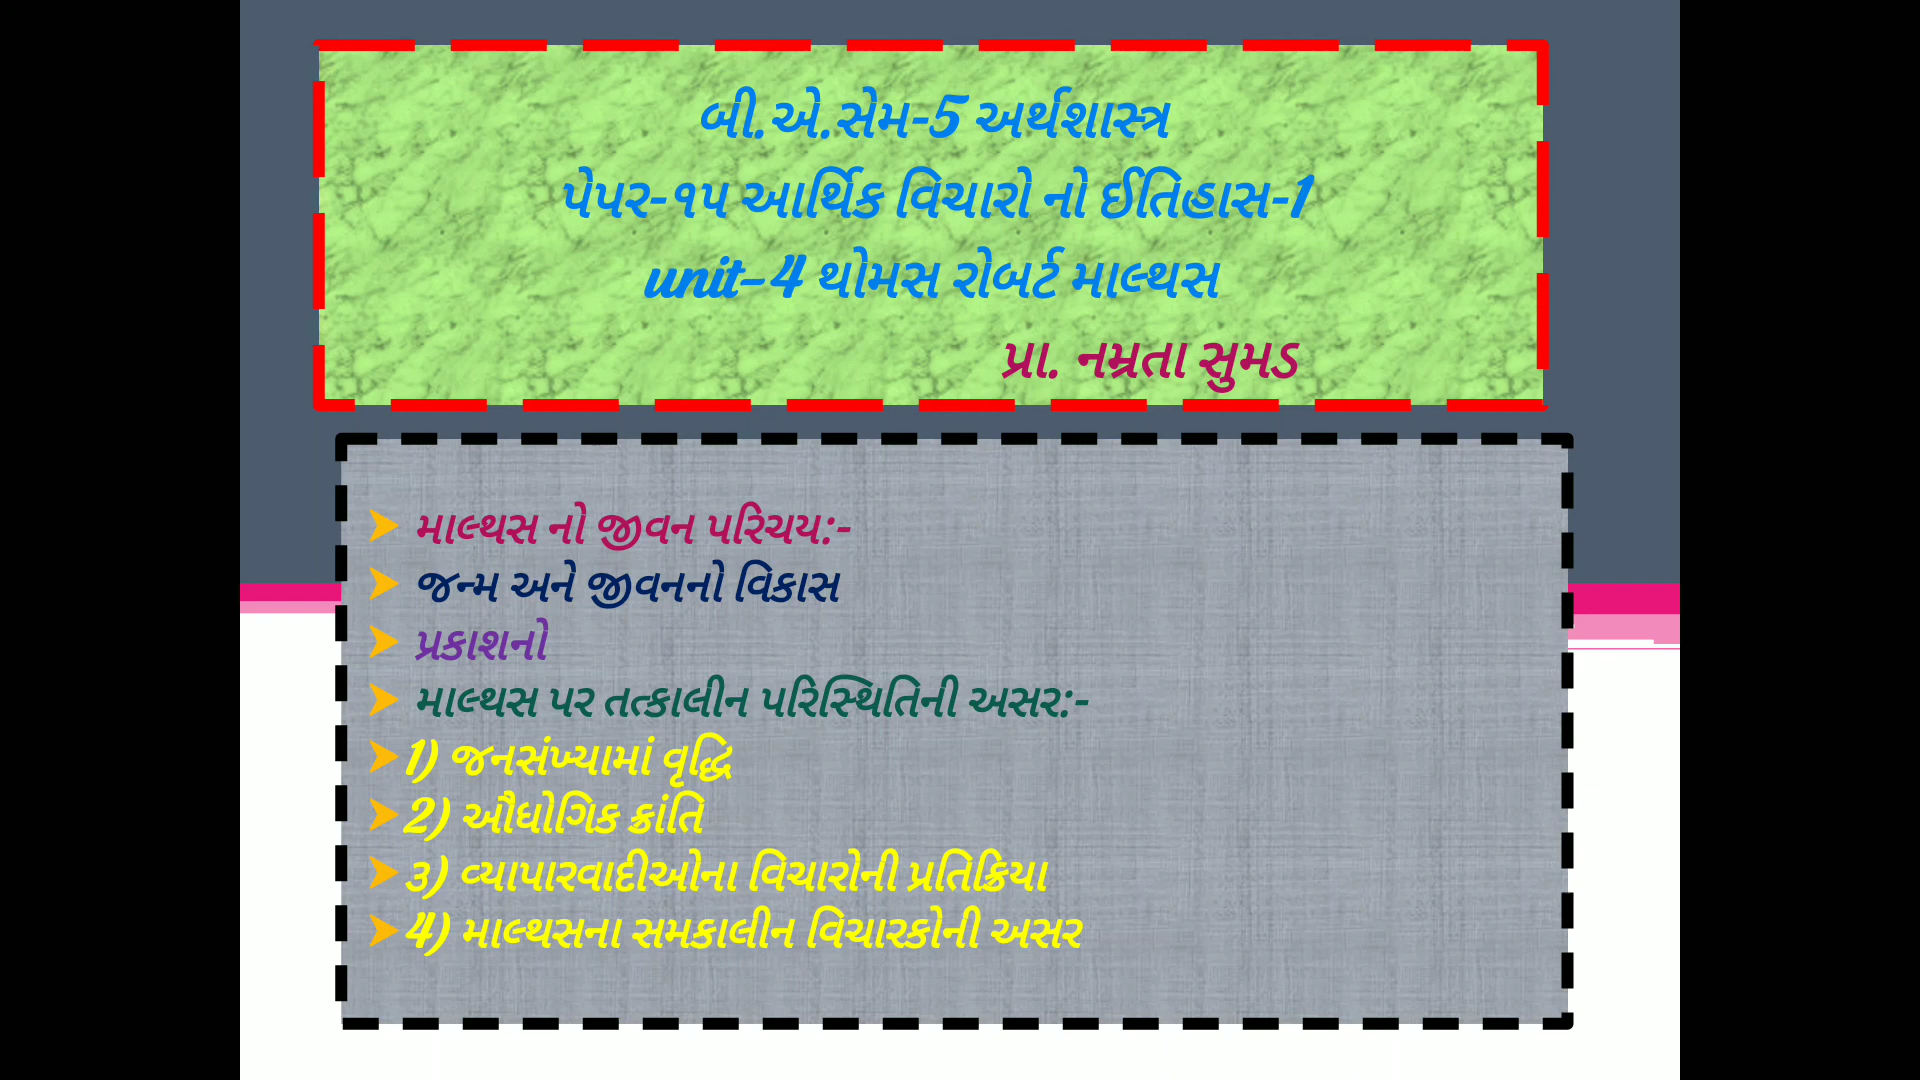 બી.એ.સેમ-5 અર્થશાસ્ત્ર
પેપર-૧૫ આર્થિક વિચારો નો ઈતિહાસ-1
unit-4 થોમસ રોબર્ટ માલ્થસ
પ્રા. નમ્રતા સુમડ
➤ માલ્થસ નો જીવન પરિચય:-
➤ જન્મ અને જીવનનો વિકાસ
➤ પ્રકાશનો
➤ માલ્થસ પર તત્કાલીન પરિસ્થિતિની અસર:-
➤1) જનસંખ્યામાં વૃદ્ધિ
➤2) ઔધોગિક ક્રાંતિ
➤૩) વ્યાપારવાદીઓના વિચારોની પ્રતિક્રિયા
➤4) માલ્થસના સમકાલીન વિચારકોની અસર